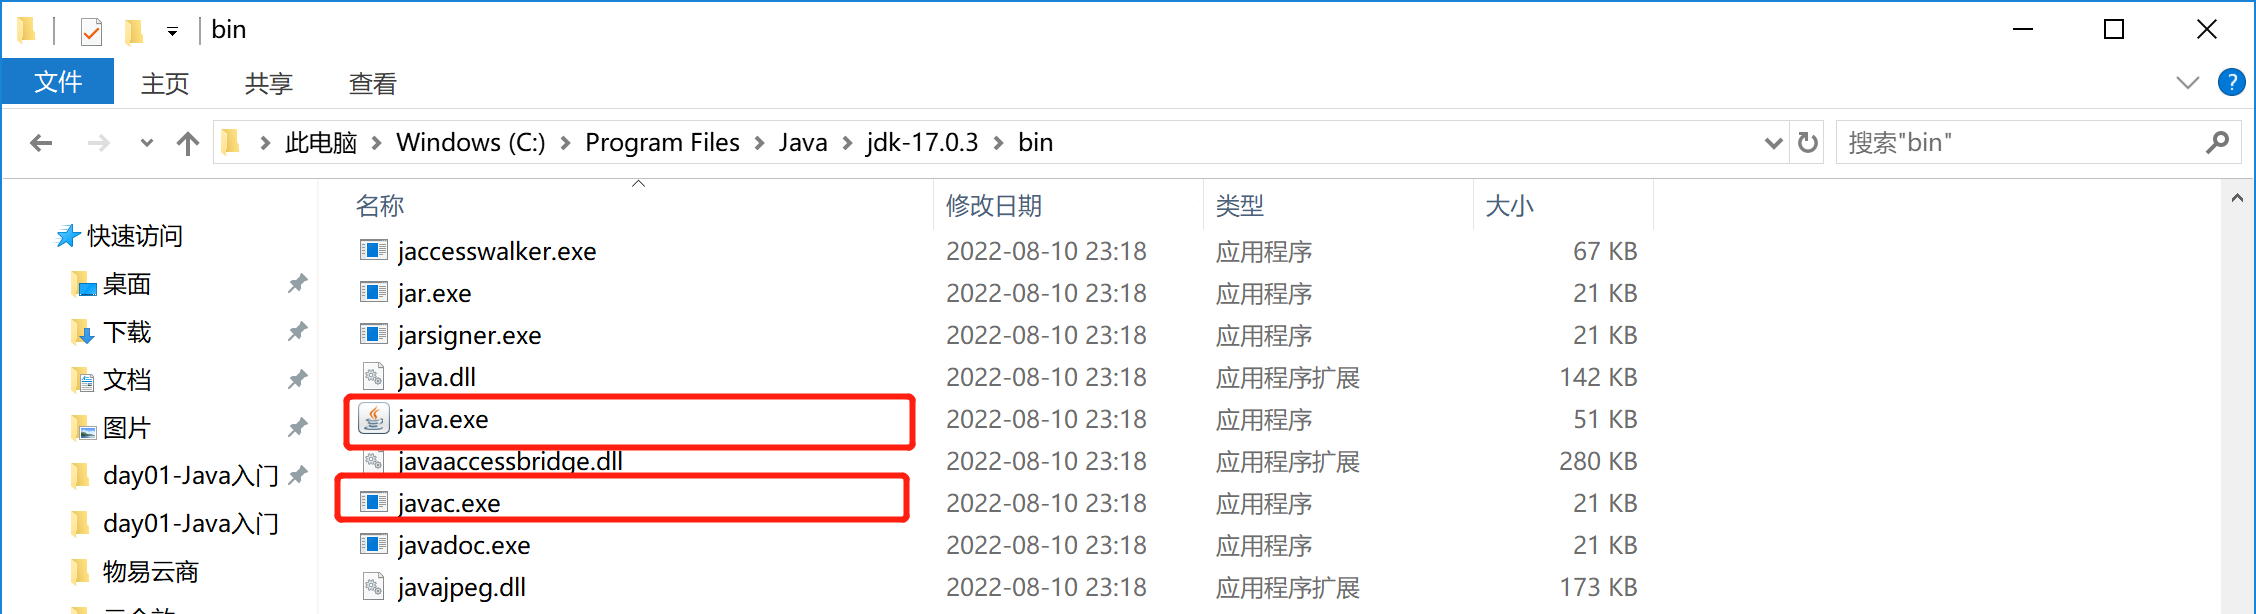 bin
文件 主页 共享 查看
此电脑 Windows (C:) Program Files Java jdk-17.0.3 bin 搜索"bin"
名称 修改日期 类型 大小
快速访问
桌面
下载
文档
图片
day01-Java入门
day01-Java入门
物易云商
jaccesswalker.exe 2022-08-10 23:18 应用程序 67 KB
jar.exe 2022-08-10 23:18 应用程序 21 KB
jarsigner.exe 2022-08-10 23:18 应用程序 21 KB
java.dll 2022-08-10 23:18 应用程序扩展 142 KB
java.exe 2022-08-10 23:18 应用程序 51 KB
javaaccessbridge.dll 2022-08-10 23:18 应用程序扩展 280 KB
javac.exe 2022-08-10 23:18 应用程序 21 KB
javadoc.exe 2022-08-10 23:18 应用程序 21 KB
javajpeg.dll 2022-08-10 23:18 应用程序扩展 173 KB